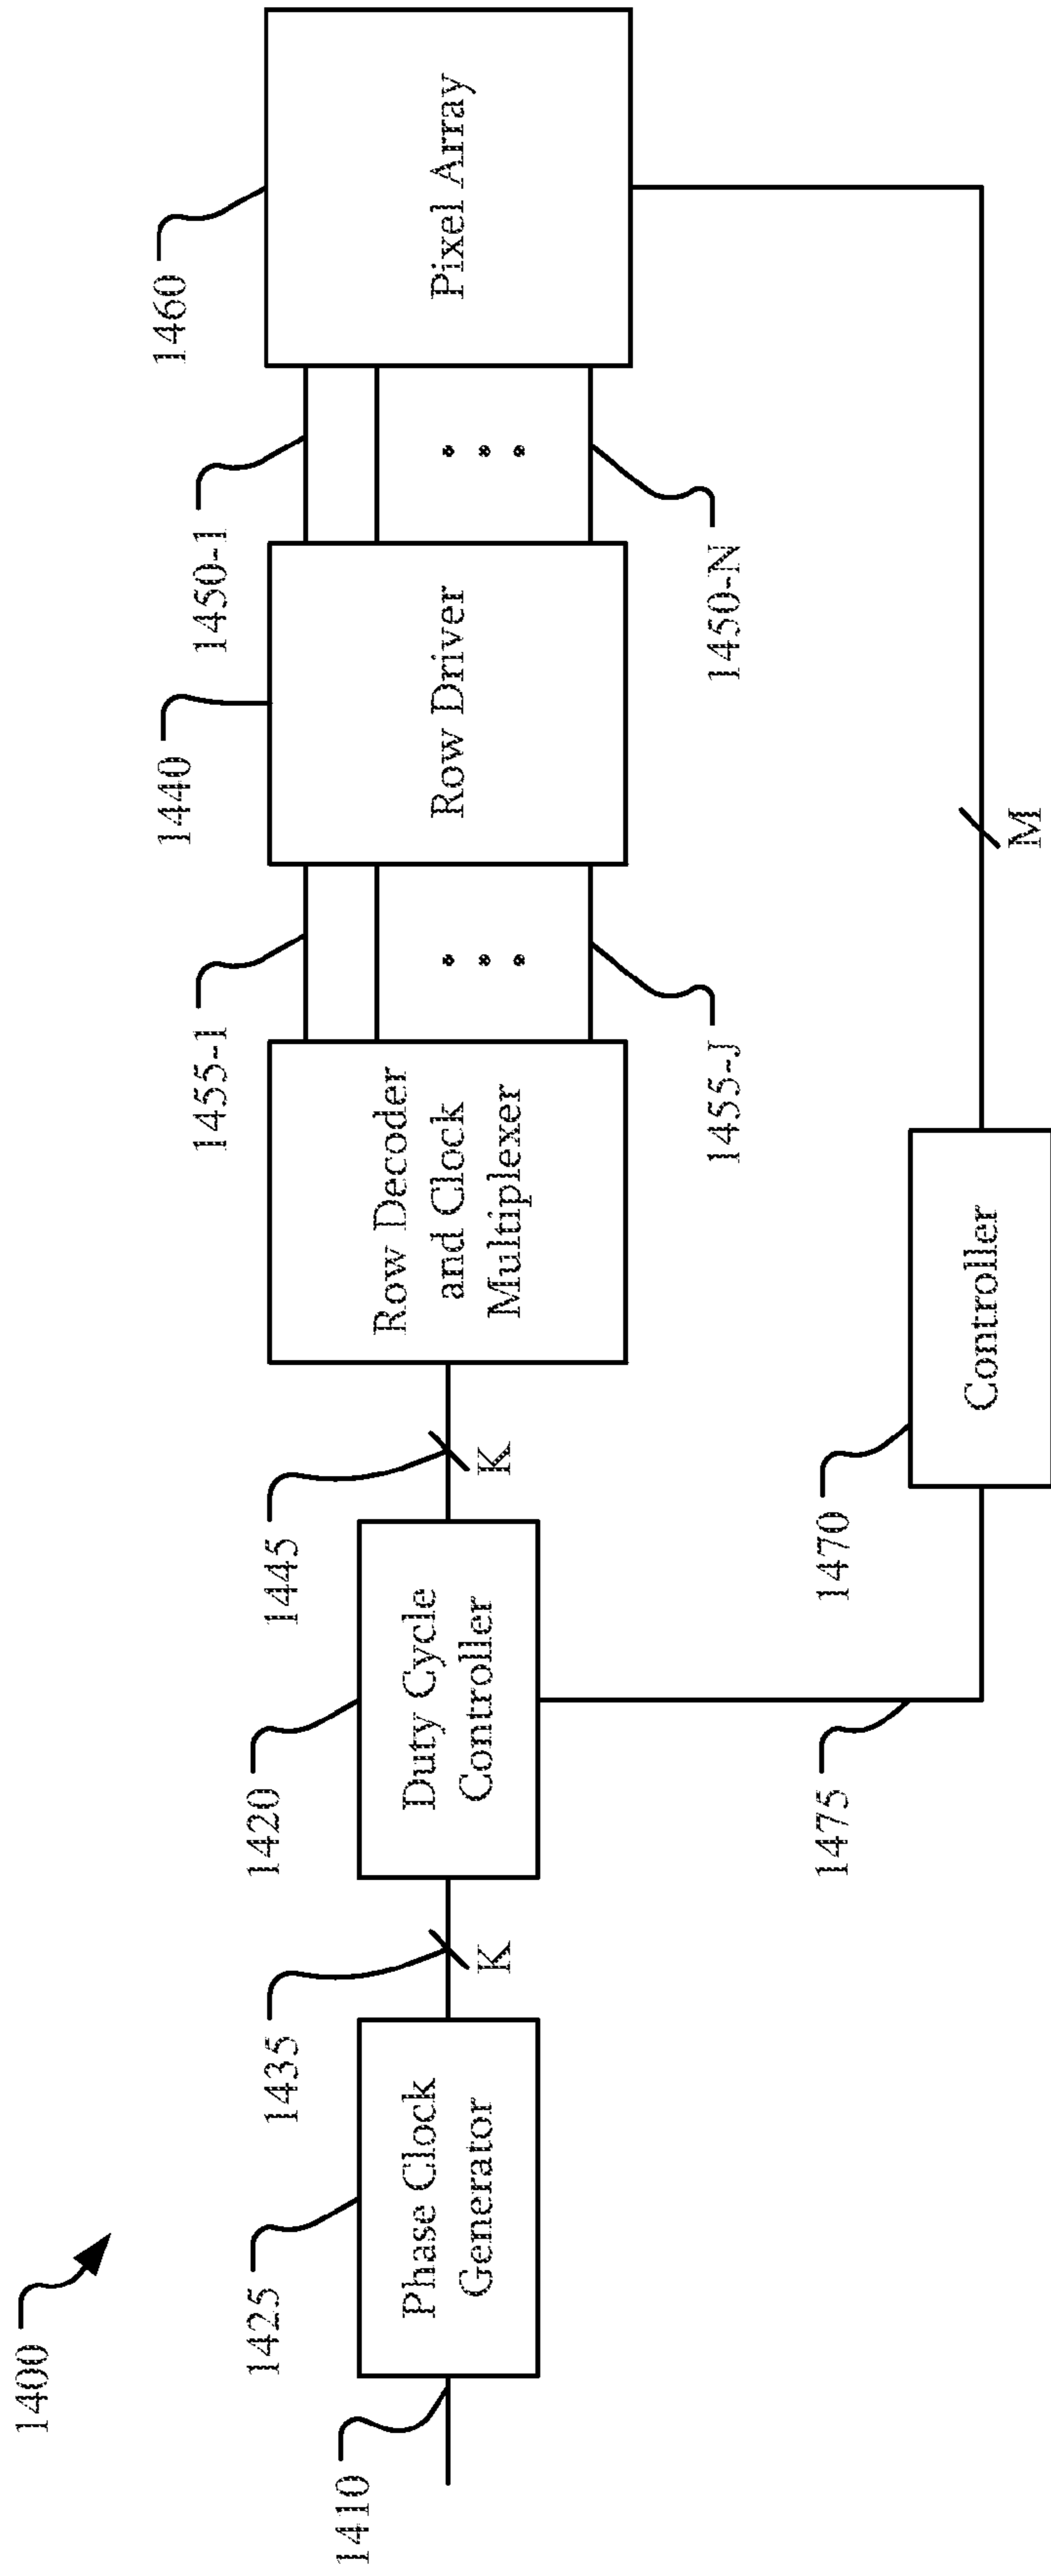 1400
1410
1425
Phase Clock
Generator
1435
K
1420
Duty Cycle
Controller
1445
K
Row Decoder
and Clock
Multiplexer
1455-1
1455-J
1440
Row Driver
1450-1
1450-N
1460
Pixel Array
1475
1470
Controller
M